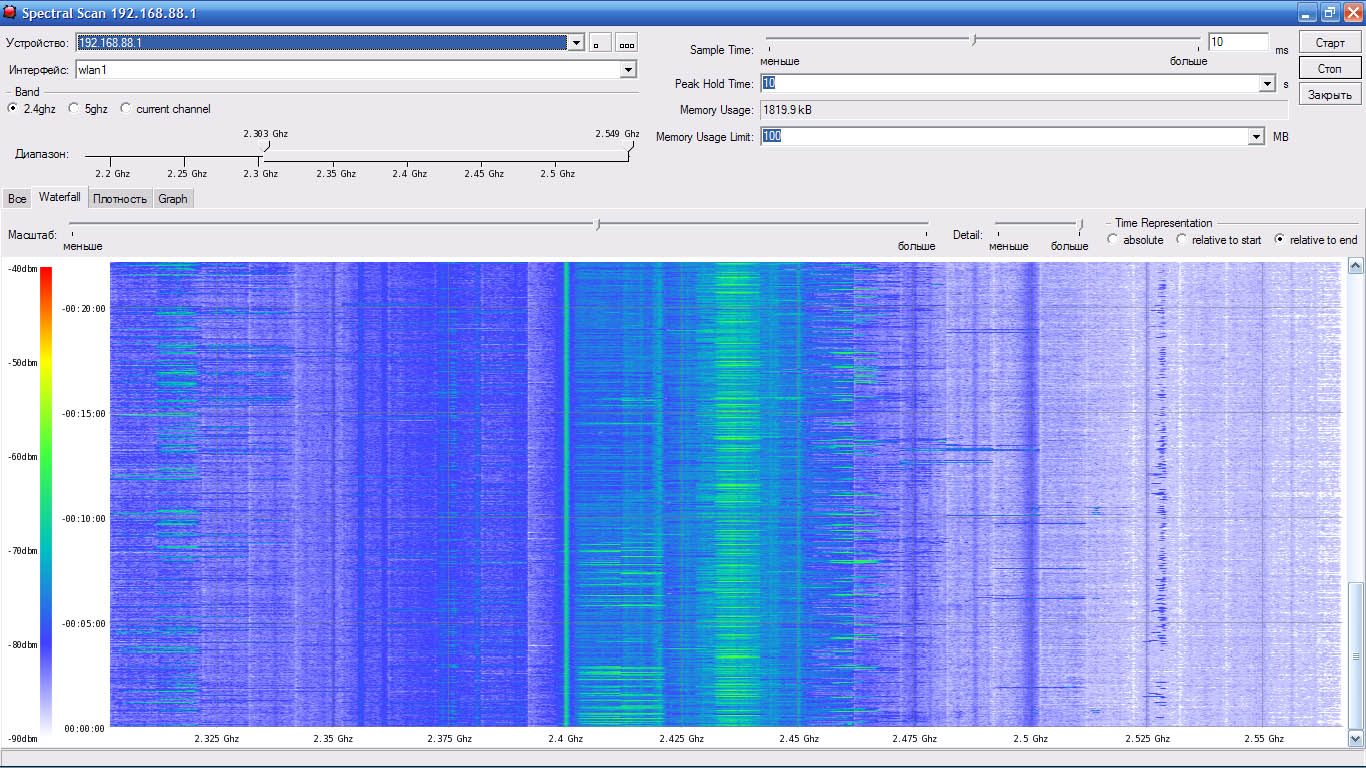 Spectral Scan 192.168.88.1
Устройство: 192.168.88.1
Интерфейс: wlan1
Band
2.4ghz 5ghz current channel
2.303 Ghz 2.549 Ghz
Диапазон:
2.2 Ghz 2.25 Ghz 2.3 Ghz 2.35 Ghz 2.4 Ghz 2.45 Ghz 2.5 Ghz
Sample Time: 10 ms
меньше больше
Peak Hold Time: 10 s
Memory Usage: 1819.9 kB
Memory Usage Limit: 100 MB
Старт
Стоп
Закрыть
Все Waterfall Плотность Graph
Масштаб: меньше больше
Detail: меньше больше
Time Representation
absolute relative to start relative to end
-40dbm
-50dbm
-60dbm
-70dbm
-80dbm
-90dbm
-00:20:00
-00:15:00
-00:10:00
-00:05:00
00:00:00
2.325 Ghz 2.35 Ghz 2.375 Ghz 2.4 Ghz 2.425 Ghz 2.45 Ghz 2.475 Ghz 2.5 Ghz 2.525 Ghz 2.55 Ghz